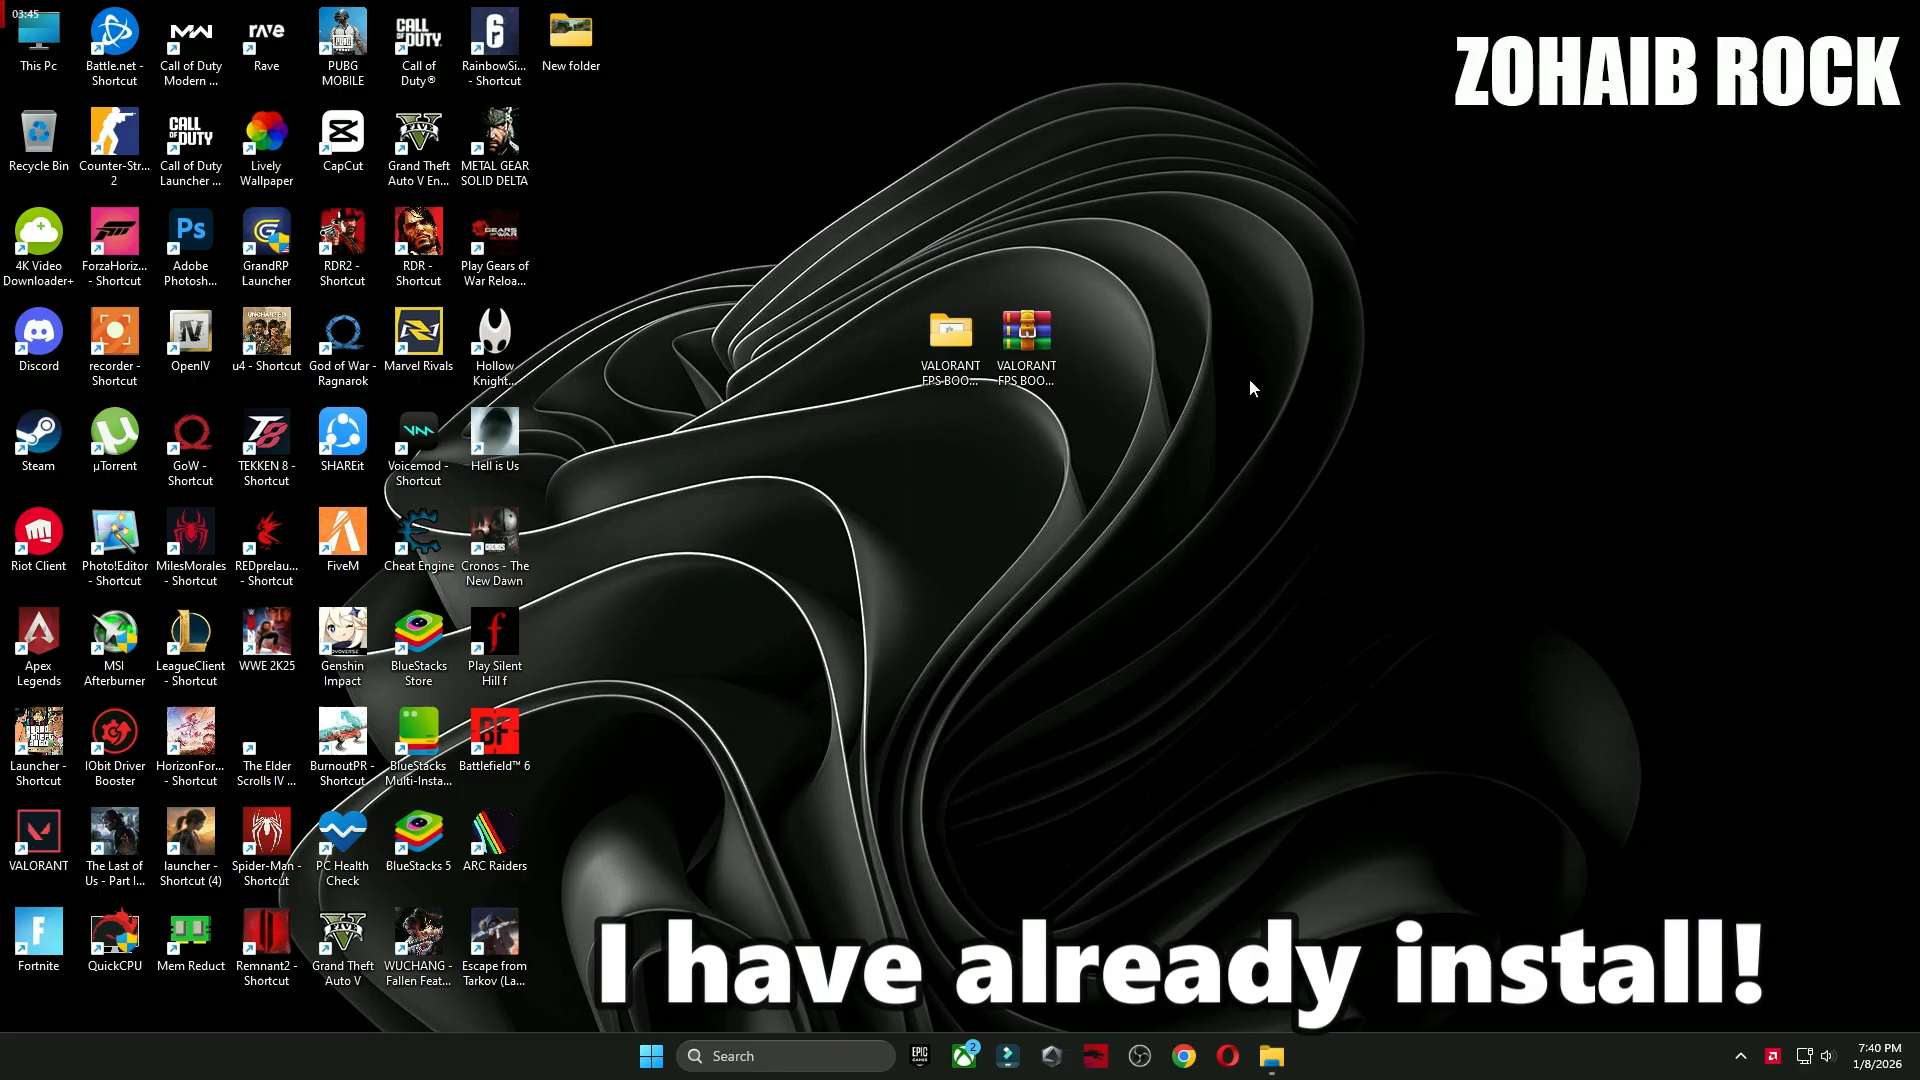 03:45
ZOHAIB ROCK
This Pc
Battle.net -
Shortcut
Call of Duty
Modern ...
Rave
PUBG
MOBILE
Call of
Duty®
RainbowSi...
- Shortcut
New folder
Recycle Bin
Counter-Str...
2
Call of Duty
Launcher ...
Lively
Wallpaper
CapCut
Grand Theft
Auto V En...
METAL GEAR
SOLID DELTA
4K Video
Downloader+
ForzaHoriz...
- Shortcut
Adobe
Photosh...
GrandRP
Launcher
RDR2 -
Shortcut
RDR -
Shortcut
Play Gears of
War Reloa...
Discord
recorder -
Shortcut
OpenIV
u4 - Shortcut
God of War -
Ragnarok
Marvel Rivals
Hollow
Knight...
VALORANT
FPS BOO...
VALORANT
FPS BOO...
Steam
µTorrent
GoW -
Shortcut
TEKKEN 8 -
Shortcut
SHAREit
Voicemod -
Shortcut
Hell is Us
Riot Client
Photo!Editor
- Shortcut
MilesMorales
- Shortcut
REDprelau...
- Shortcut
FiveM
Cheat Engine
Cronos - The
New Dawn
Apex
Legends
MSI
Afterburner
LeagueClient
- Shortcut
WWE 2K25
Genshin
Impact
BlueStacks
Store
Play Silent
Hill f
Launcher -
Shortcut
IObit Driver
Booster
HorizonFor...
- Shortcut
The Elder
Scrolls IV ...
BurnoutPR -
Shortcut
BlueStacks
Multi-Insta...
Battlefield™ 6
VALORANT
The Last of
Us - Part I...
launcher -
Shortcut (4)
Spider-Man -
Shortcut
PC Health
Check
BlueStacks 5
ARC Raiders
Fortnite
QuickCPU
Mem Reduct
Remnant2 -
Shortcut
Grand Theft
Auto V
WUCHANG -
Fallen Feat...
Escape from
Tarkov (La...
I have already install!
Search
2
7:40 PM
1/8/2026